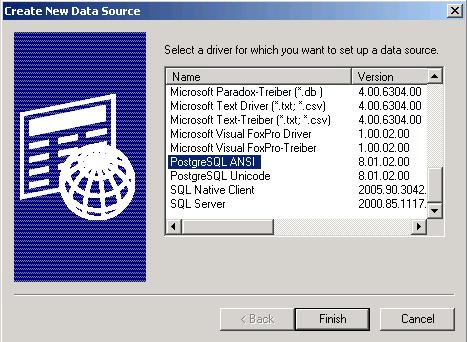 Create New Data Source
Select a driver for which you want to set up a data source.
Name Version
Microsoft Paradox-Treiber (*.db ) 4.00.6304.00
Microsoft Text Driver (*.txt; *.csv) 4.00.6304.00
Microsoft Text-Treiber (*.txt; *.csv) 4.00.6304.00
Microsoft Visual FoxPro Driver 1.00.02.00
Microsoft Visual FoxPro-Treiber 1.00.02.00
PostgreSQL ANSI 8.01.02.00
PostgreSQL Unicode 8.01.02.00
SQL Native Client 2005.90.3042.
SQL Server 2000.85.1117.
< Back Finish Cancel